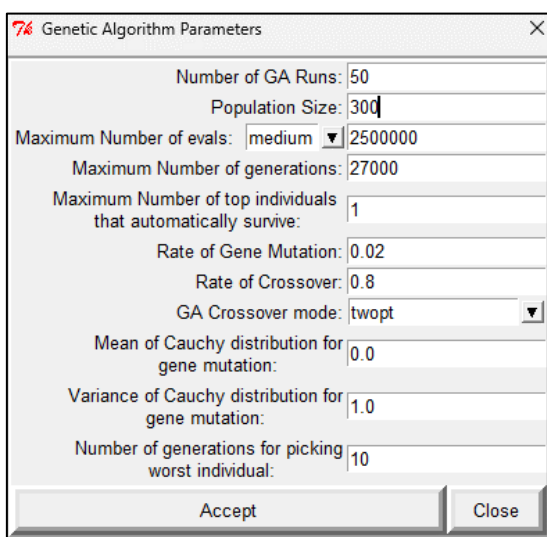 Genetic Algorithm Parameters
Number of GA Runs: 50
Population Size: 300
Maximum Number of evals: medium 2500000
Maximum Number of generations: 27000
Maximum Number of top individuals
that automatically survive: 1
Rate of Gene Mutation: 0.02
Rate of Crossover: 0.8
GA Crossover mode: twopt
Mean of Cauchy distribution for
gene mutation: 0.0
Variance of Cauchy distribution for
gene mutation: 1.0
Number of generations for picking
worst individual: 10
Accept Close